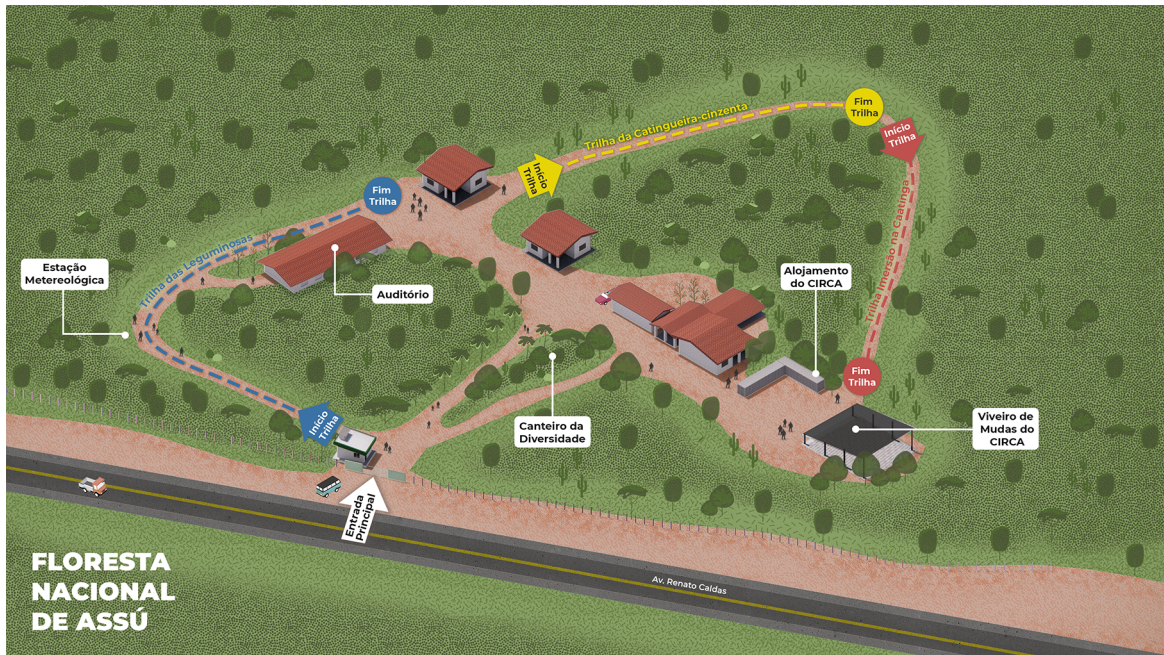 Trilha da Catingueira-cinzenta
Fim
Trilha
Início
Trilha
Início
Trilha
Fim
Trilha
Trilha das Leguminosas
Trilha Imersão na Caatinga
Estação
Metereológica
Auditório
Alojamento
do CIRCA
Fim
Trilha
Início
Trilha
Canteiro da
Diversidade
Viveiro de
Mudas do
CIRCA
Entrada
Principal
FLORESTA
NACIONAL
DE ASSÚ
Av. Renato Caldas